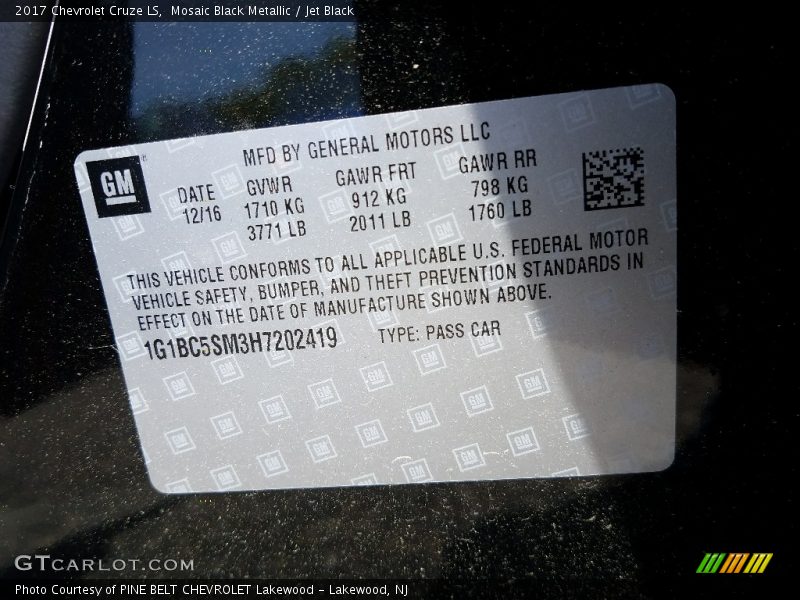 2017 Chevrolet Cruze LS, Mosaic Black Metallic / Jet Black
MFD BY GENERAL MOTORS LLC
GM
DATE GVWR GAWR FRT GAWR RR
12/16 1710 KG 912 KG 798 KG
3771 LB 2011 LB 1760 LB
THIS VEHICLE CONFORMS TO ALL APPLICABLE U.S. FEDERAL MOTOR
VEHICLE SAFETY, BUMPER, AND THEFT PREVENTION STANDARDS IN
EFFECT ON THE DATE OF MANUFACTURE SHOWN ABOVE.
1G1BC5SM3H7202419 TYPE: PASS CAR
GTCARLOT.COM
Photo Courtesy of PINE BELT CHEVROLET Lakewood - Lakewood, NJ